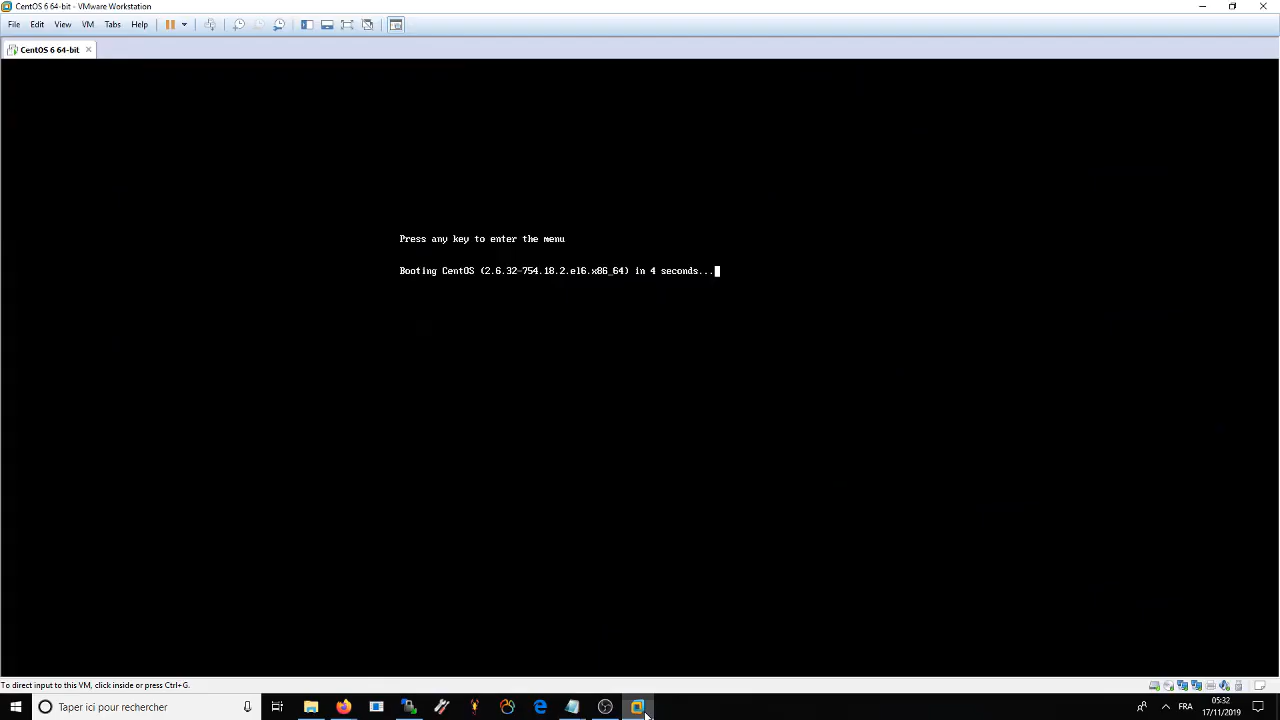 CentOS 6 64-bit - VMware Workstation
File Edit View VM Tabs Help
CentOS 6 64-bit
Press any key to enter the menu
Booting CentOS (2.6.32-754.18.2.el6.x86_64) in 4 seconds...
To direct input to this VM, click inside or press Ctrl+G.
Taper ici pour rechercher
FRA
05:32
17/11/2019